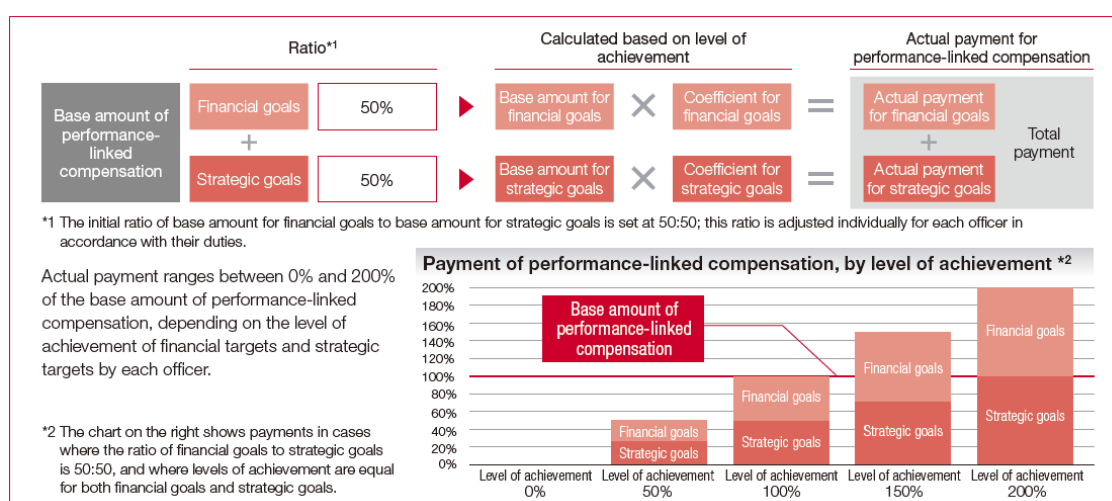 Ratio*1
Calculated based on level of
achievement
Actual payment for
performance-linked compensation
Base amount of
performance-
linked
compensation
Financial goals
50%
Base amount for
financial goals
×
Coefficient for
financial goals
=
Actual payment
for financial goals
+
+
Total
payment
Strategic goals
50%
Base amount for
strategic goals
×
Coefficient for
strategic goals
=
Actual payment
for strategic goals
*1 The initial ratio of base amount for financial goals to base amount for strategic goals is set at 50:50; this ratio is adjusted individually for each officer in
accordance with their duties.
Actual payment ranges between 0% and 200%
of the base amount of performance-linked
compensation, depending on the level of
achievement of financial targets and strategic
targets by each officer.
*2 The chart on the right shows payments in cases
where the ratio of financial goals to strategic goals
is 50:50, and where levels of achievement are equal
for both financial goals and strategic goals.
Payment of performance-linked compensation, by level of achievement *2
200%
180%
160%
140%
120%
100%
80%
60%
40%
20%
0%
Base amount of
performance-linked
compensation
Financial goals
Strategic goals
Financial goals
Strategic goals
Financial goals
Strategic goals
Financial goals
Strategic goals
Level of achievement
0%
Level of achievement
50%
Level of achievement
100%
Level of achievement
150%
Level of achievement
200%